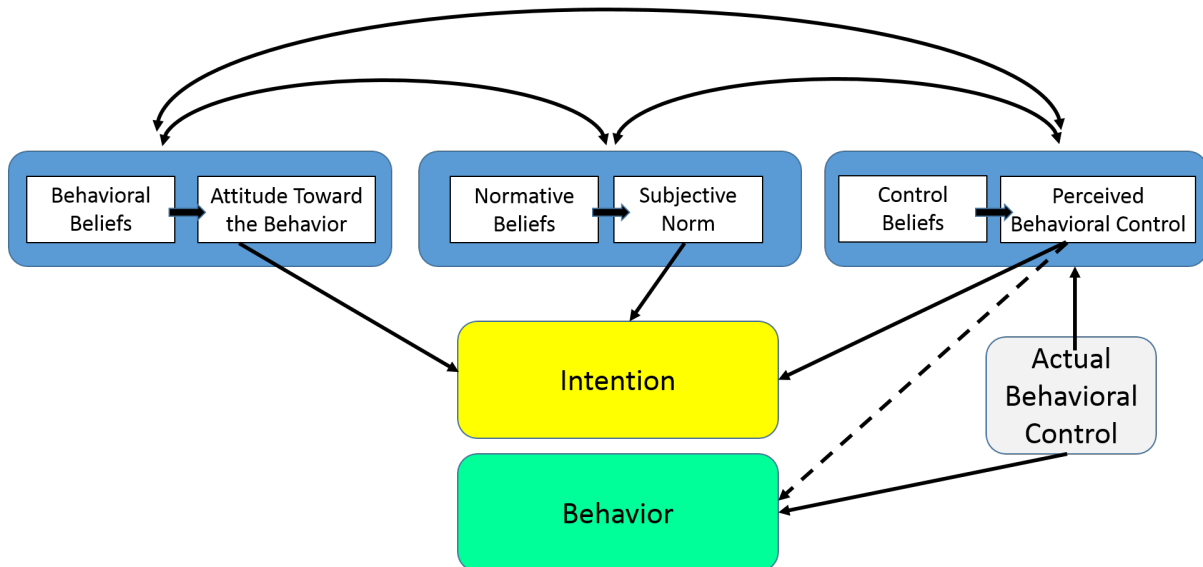 Behavioral
Beliefs
Attitude Toward
the Behavior
Normative
Beliefs
Subjective
Norm
Control
Beliefs
Perceived
Behavioral Control
Intention
Actual
Behavioral
Control
Behavior